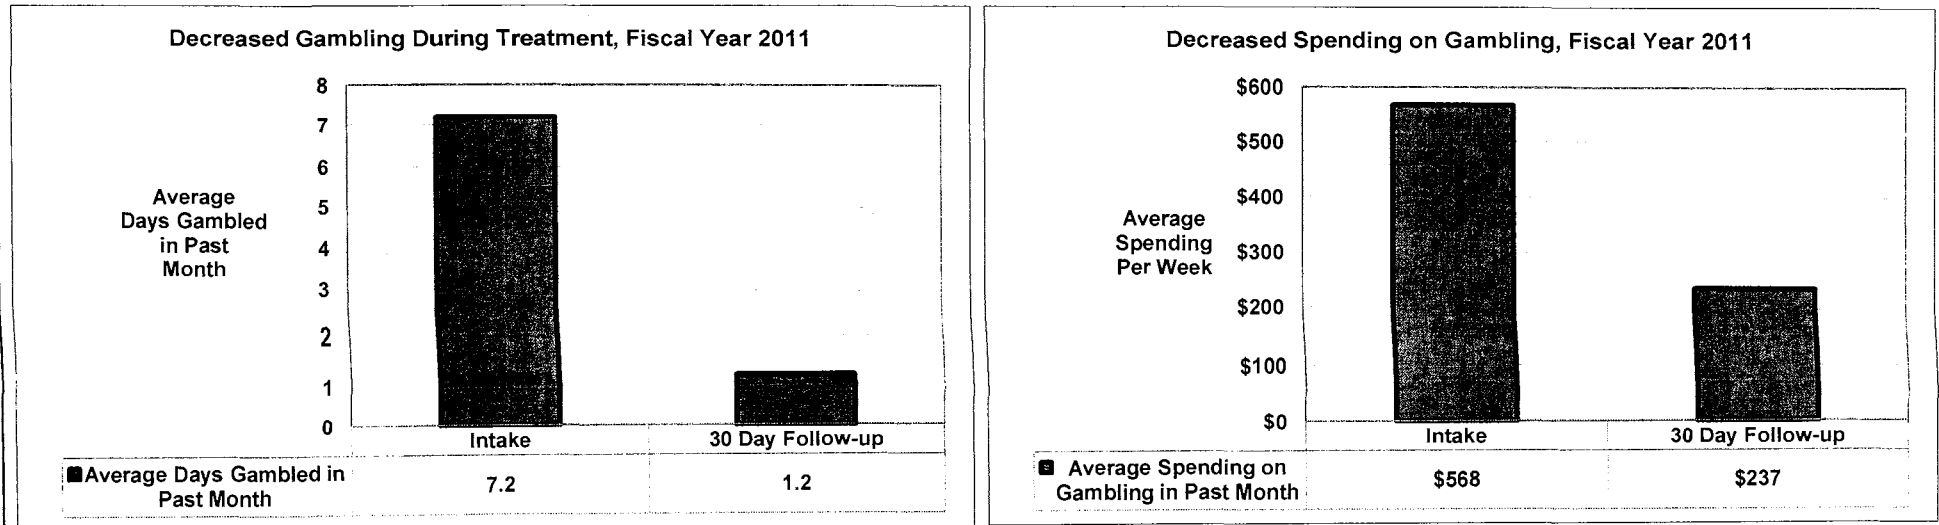 Decreased Gambling During Treatment, Fiscal Year 2011
8
7
6
5
4
3
2
1
0
Average
Days Gambled
in Past
Month
Intake
30 Day Follow-up
Average Days Gambled in
Past Month
7.2
1.2
Decreased Spending on Gambling, Fiscal Year 2011
$600
$500
$400
$300
$200
$100
$0
Average
Spending
Per Week
Intake
30 Day Follow-up
Average Spending on
Gambling in Past Month
$568
$237